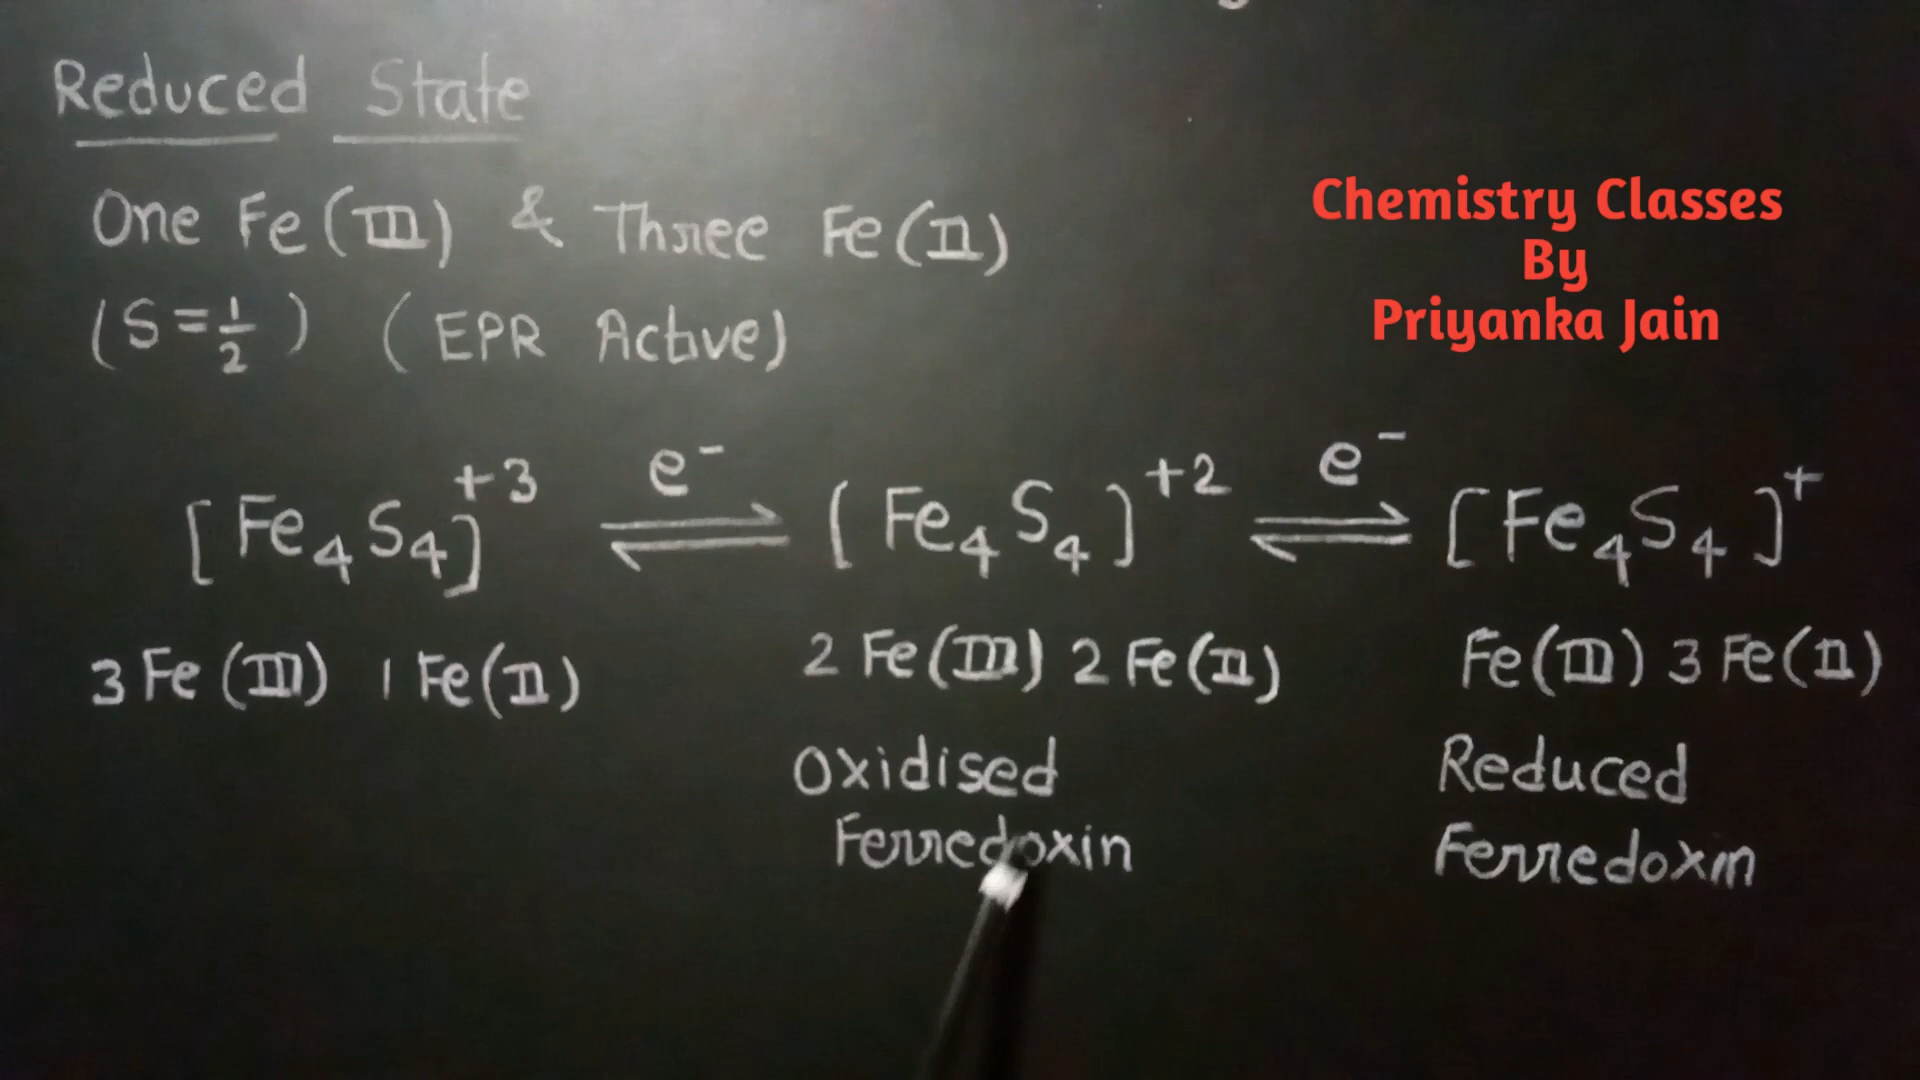 Reduced State
One Fe(III) & Three Fe(II)
(S=1/2) (EPR Active)
Chemistry Classes
By
Priyanka Jain
[Fe4S4]+3 e- ⇌ [Fe4S4]+2 e- ⇌ [Fe4S4]+
3 Fe(III) 1 Fe(II) 2 Fe(III) 2 Fe(II) Fe(III) 3 Fe(II)
Oxidised
Ferredoxin
Reduced
Ferredoxin